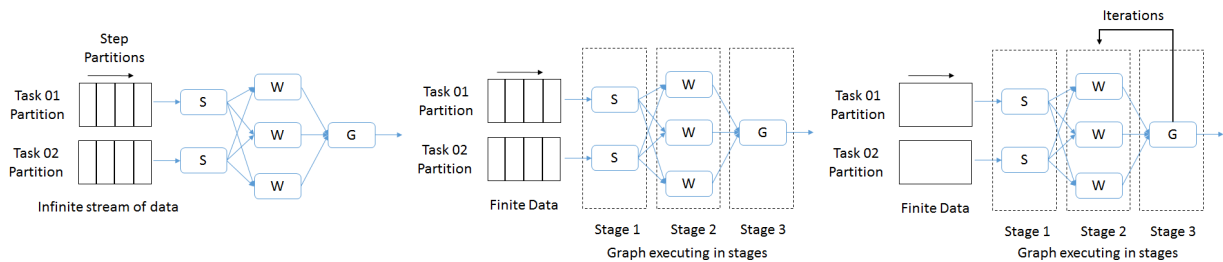 Step
Partitions
Task 01
Partition
Task 02
Partition
S
S
W
W
W
G
Infinite stream of data
Task 01
Partition
Task 02
Partition
S
S
W
W
W
G
Finite Data
Stage 1
Stage 2
Stage 3
Graph executing in stages
Iterations
Task 01
Partition
Task 02
Partition
S
S
W
W
W
G
Finite Data
Stage 1
Stage 2
Stage 3
Graph executing in stages